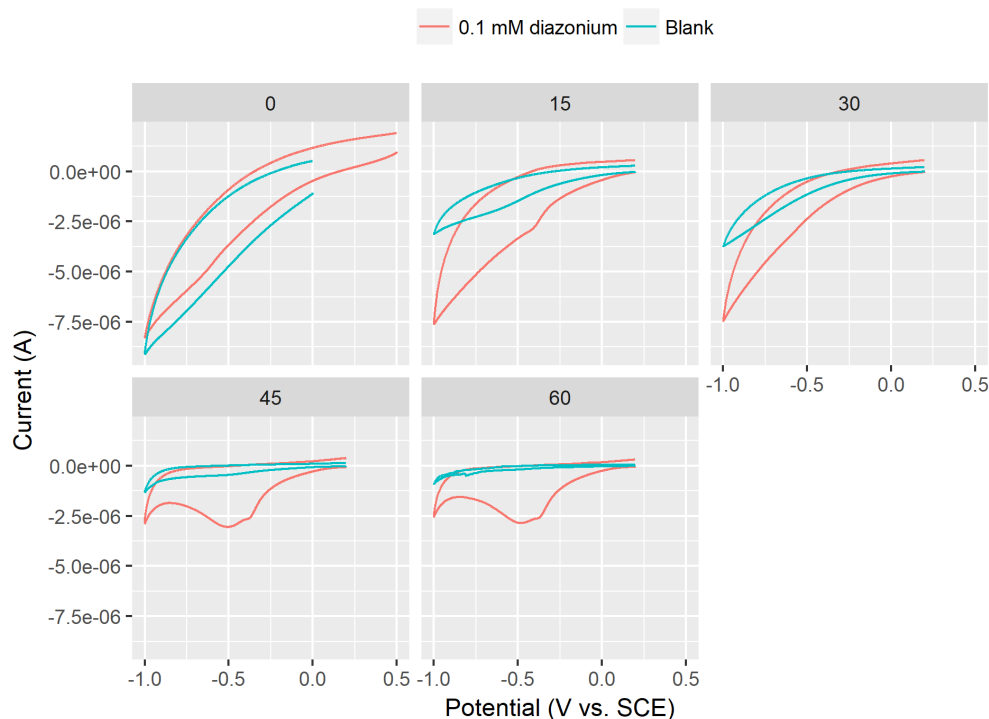 0.1 mM diazonium Blank
0 15 30
0.0e+00
-2.5e-06
-5.0e-06
-7.5e-06
-1.0 -0.5 0.0 0.5
45 60
0.0e+00
-2.5e-06
-5.0e-06
-7.5e-06
-1.0 -0.5 0.0 0.5 -1.0 -0.5 0.0 0.5
Current (A)
Potential (V vs. SCE)